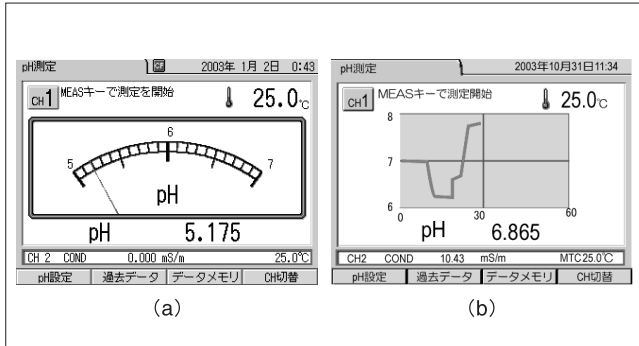 pH測定 2003年 1月 2日 0:43
CH1 MEASキーで測定を開始 25.0℃
6
5 7
pH
pH 5.175
CH 2 COND 0.000 mS/m 25.0℃
pH設定 過去データ データメモリ CH切替
(a)
pH測定 2003年10月31日11:34
CH1 MEASキーで測定開始 25.0℃
8
7
6
0 30 60
pH 6.865
CH2 COND 10.43 mS/m MTC25.0℃
pH設定 過去データ データメモリ CH切替
(b)